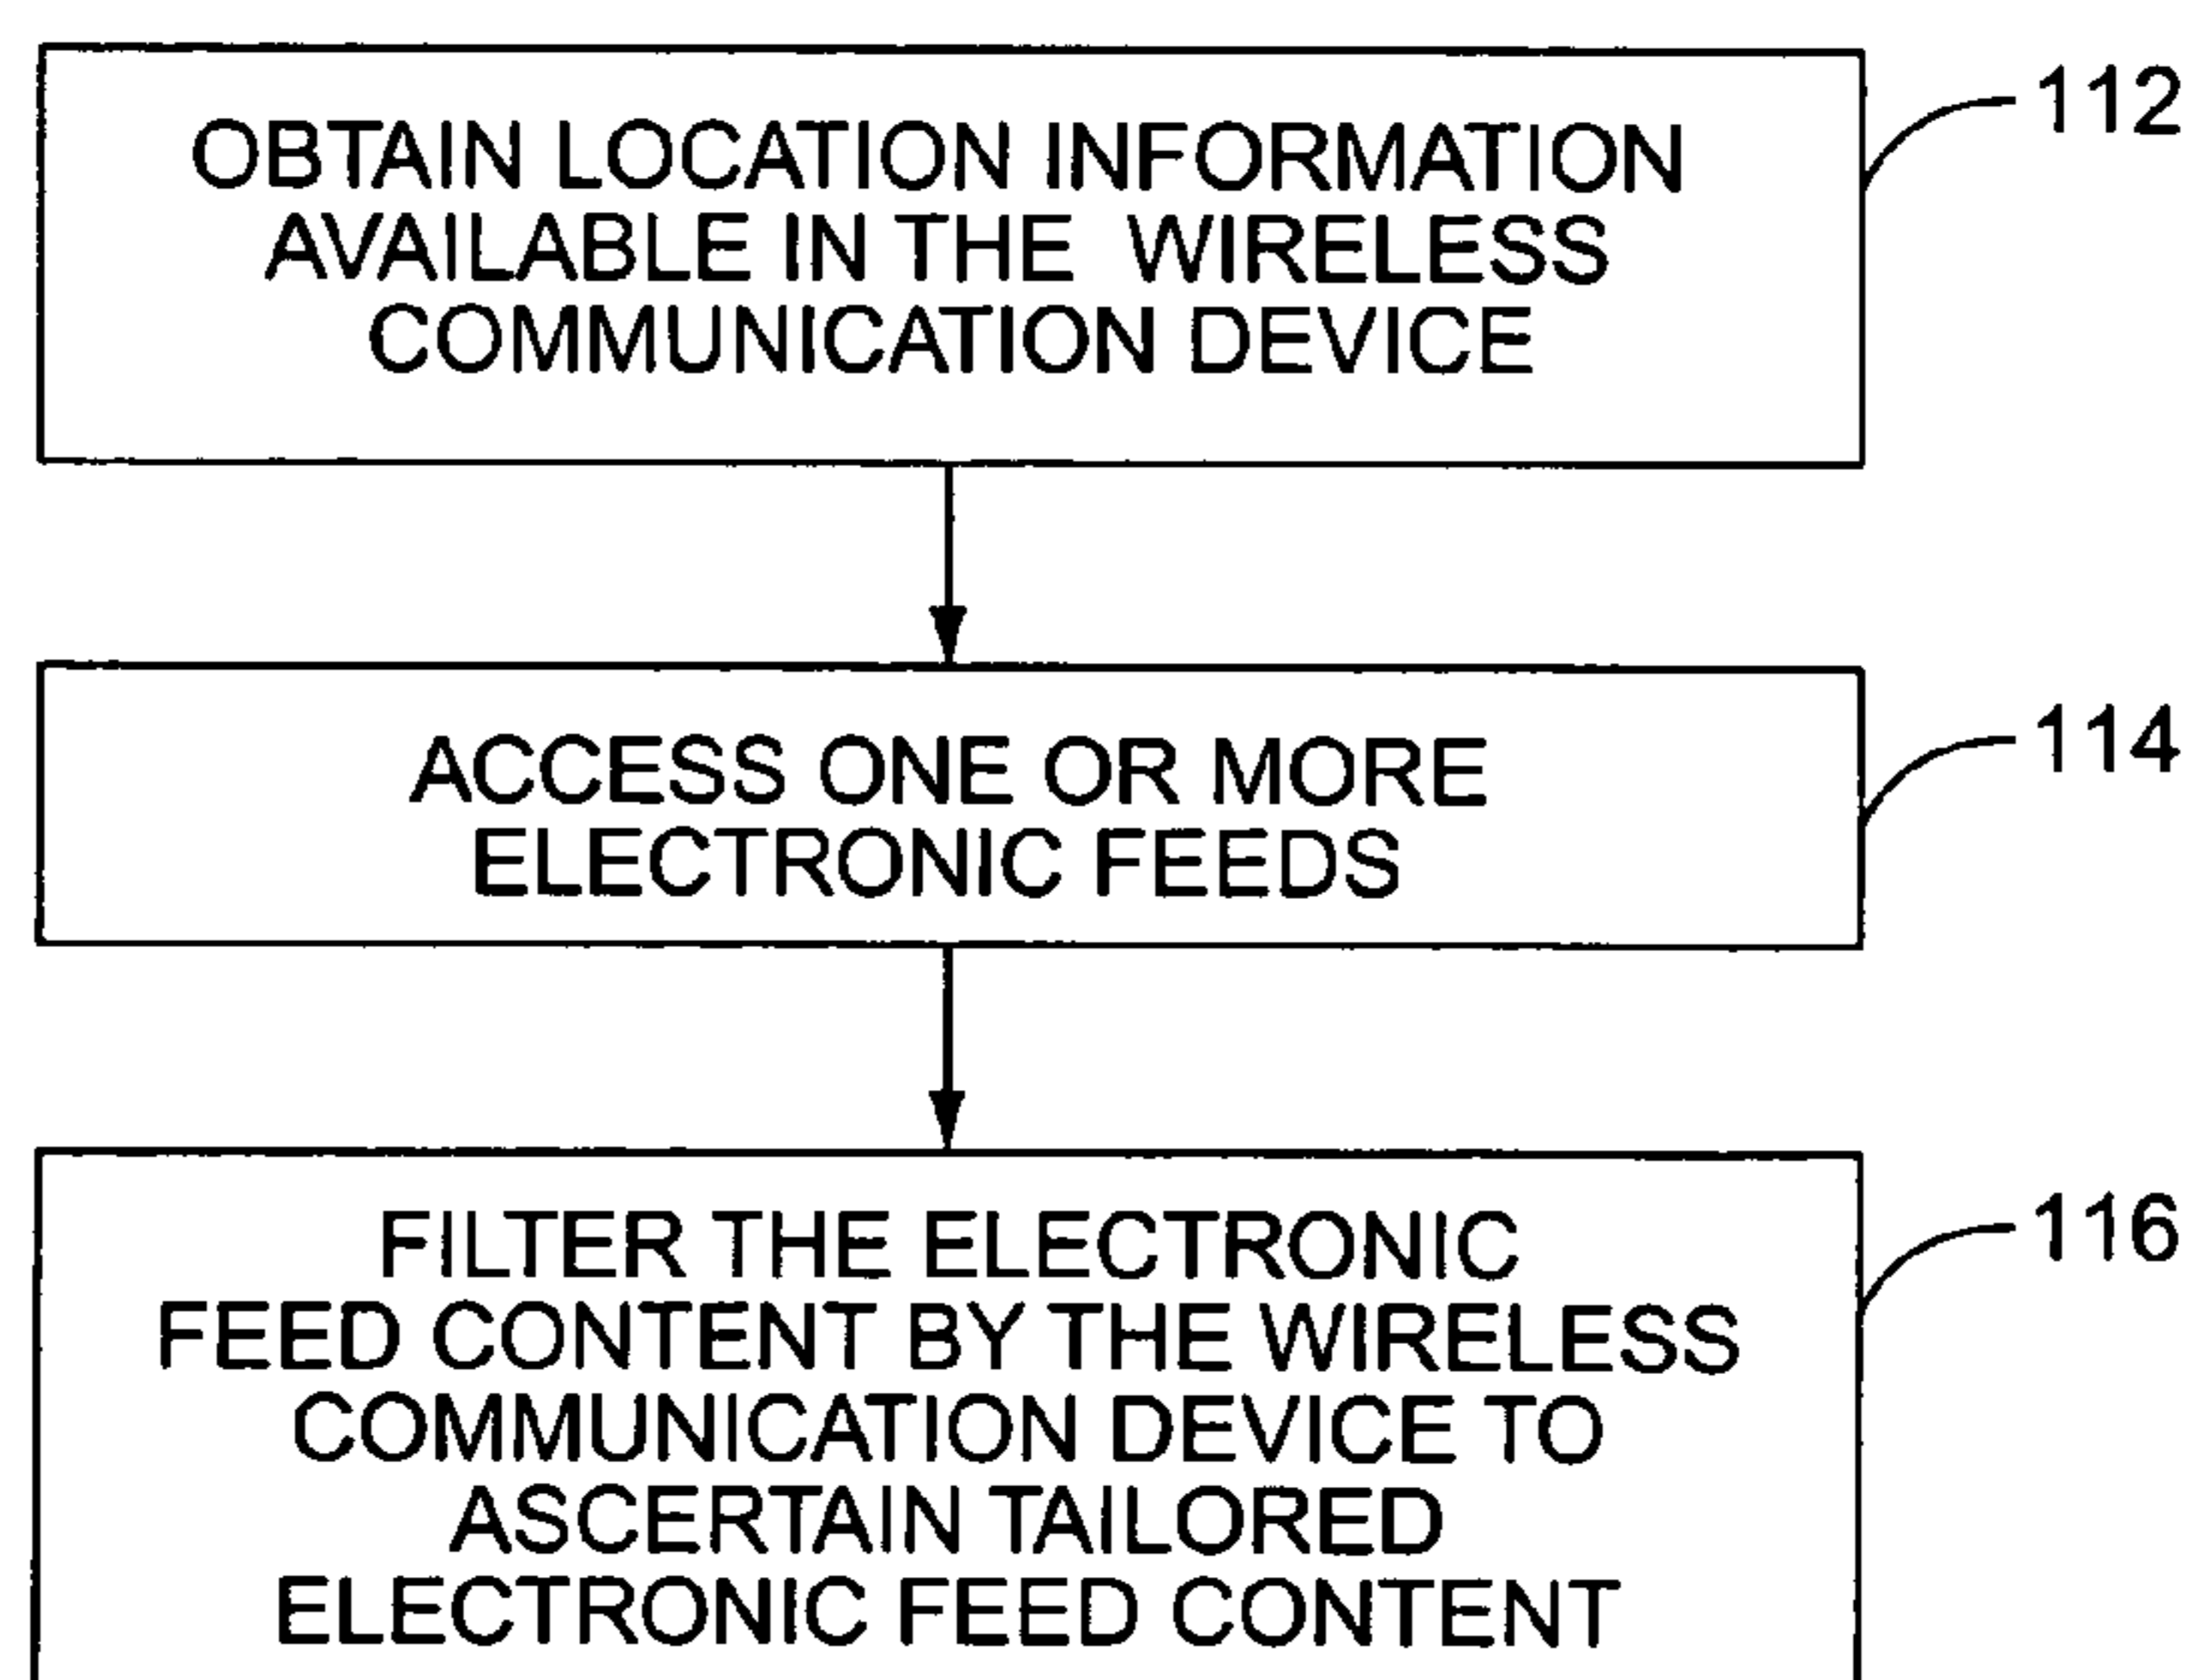 OBTAIN LOCATION INFORMATION
AVAILABLE IN THE WIRELESS
COMMUNICATION DEVICE
112
ACCESS ONE OR MORE
ELECTRONIC FEEDS
114
FILTER THE ELECTRONIC
FEED CONTENT BY THE WIRELESS
COMMUNICATION DEVICE TO
ASCERTAIN TAILORED
ELECTRONIC FEED CONTENT
116